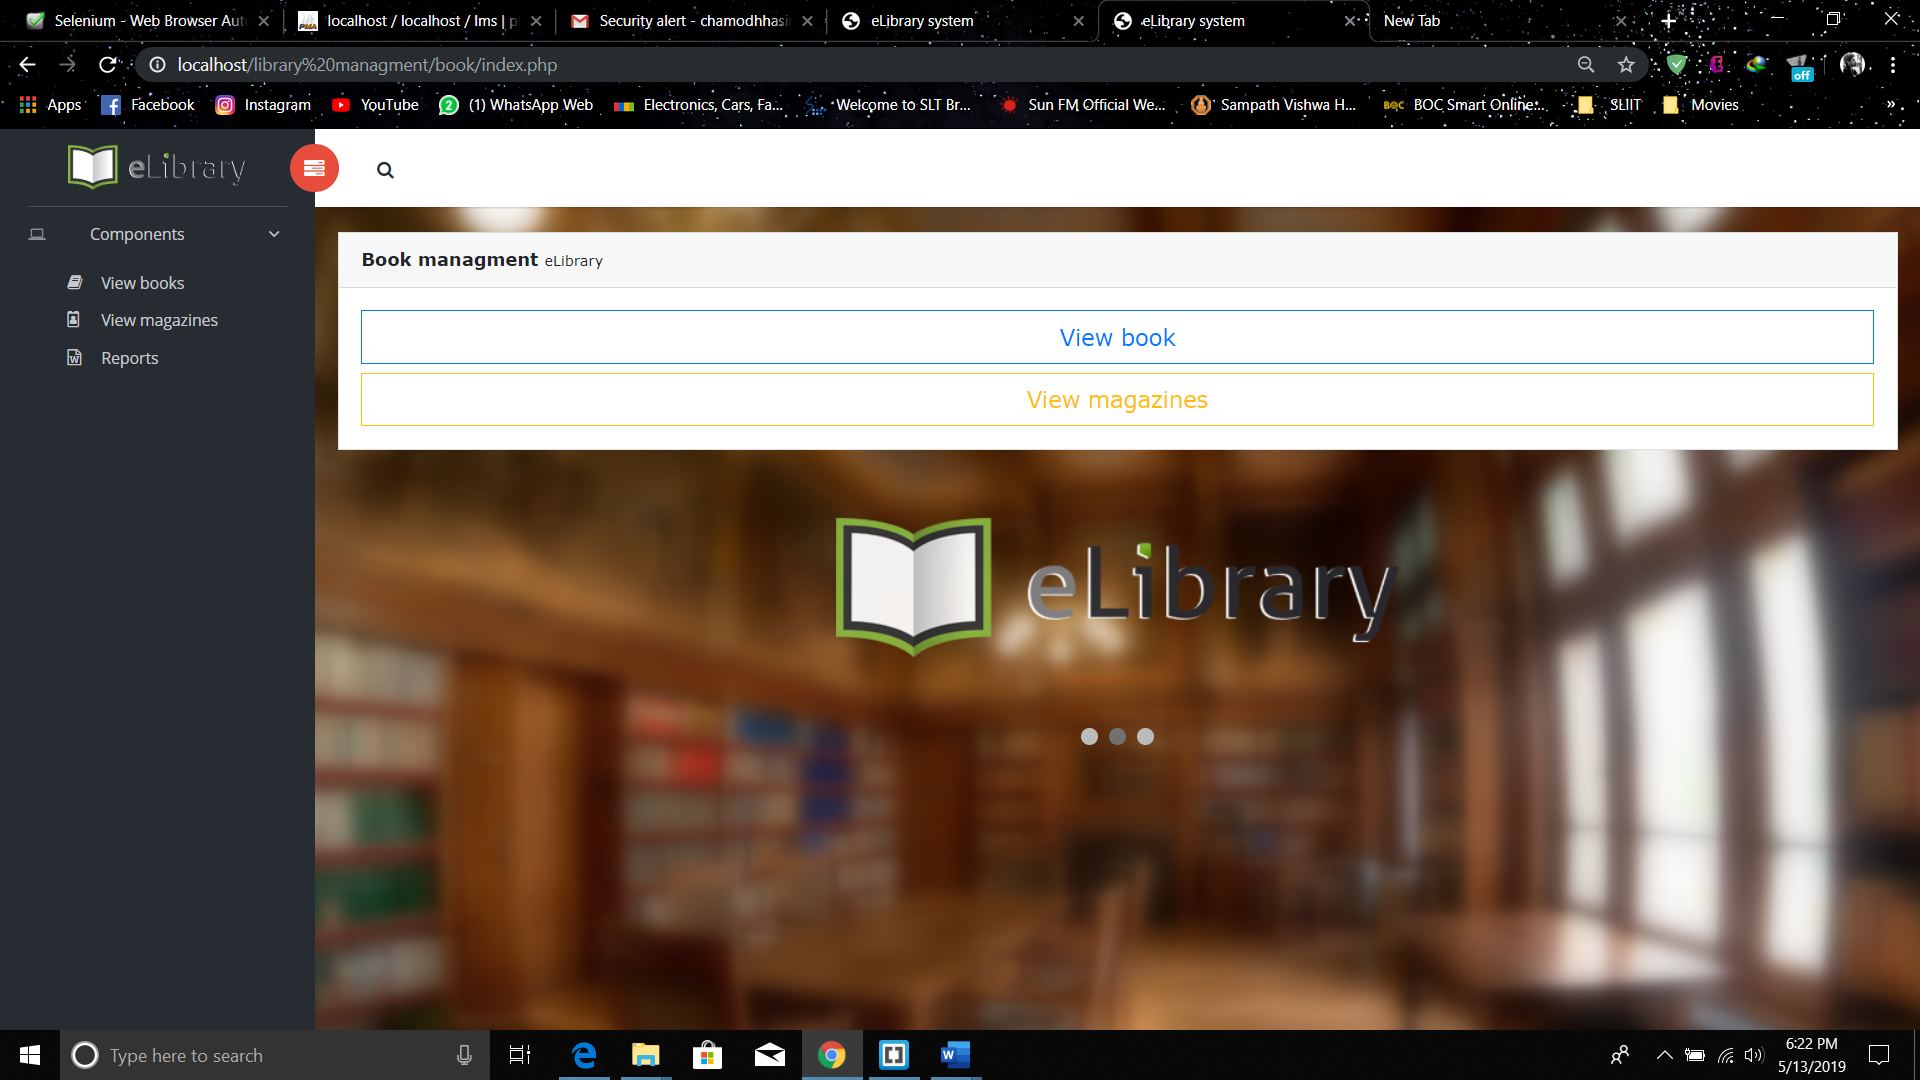 Selenium - Web Browser Aut
localhost / localhost / lms | p
Security alert - chamodhhasin
eLibrary system
eLibrary system
New Tab
localhost/library%20managment/book/index.php
off
Apps
Facebook
Instagram
YouTube
2
(1) WhatsApp Web
Electronics, Cars, Fa...
Welcome to SLT Br...
Sun FM Official We...
Sampath Vishwa H...
BOC
BOC Smart Online...
SLIIT
Movies
»
eLibrary
Components
View books
View magazines
Reports
Book managment eLibrary
View book
View magazines
eLibrary
Type here to search
6:22 PM
5/13/2019